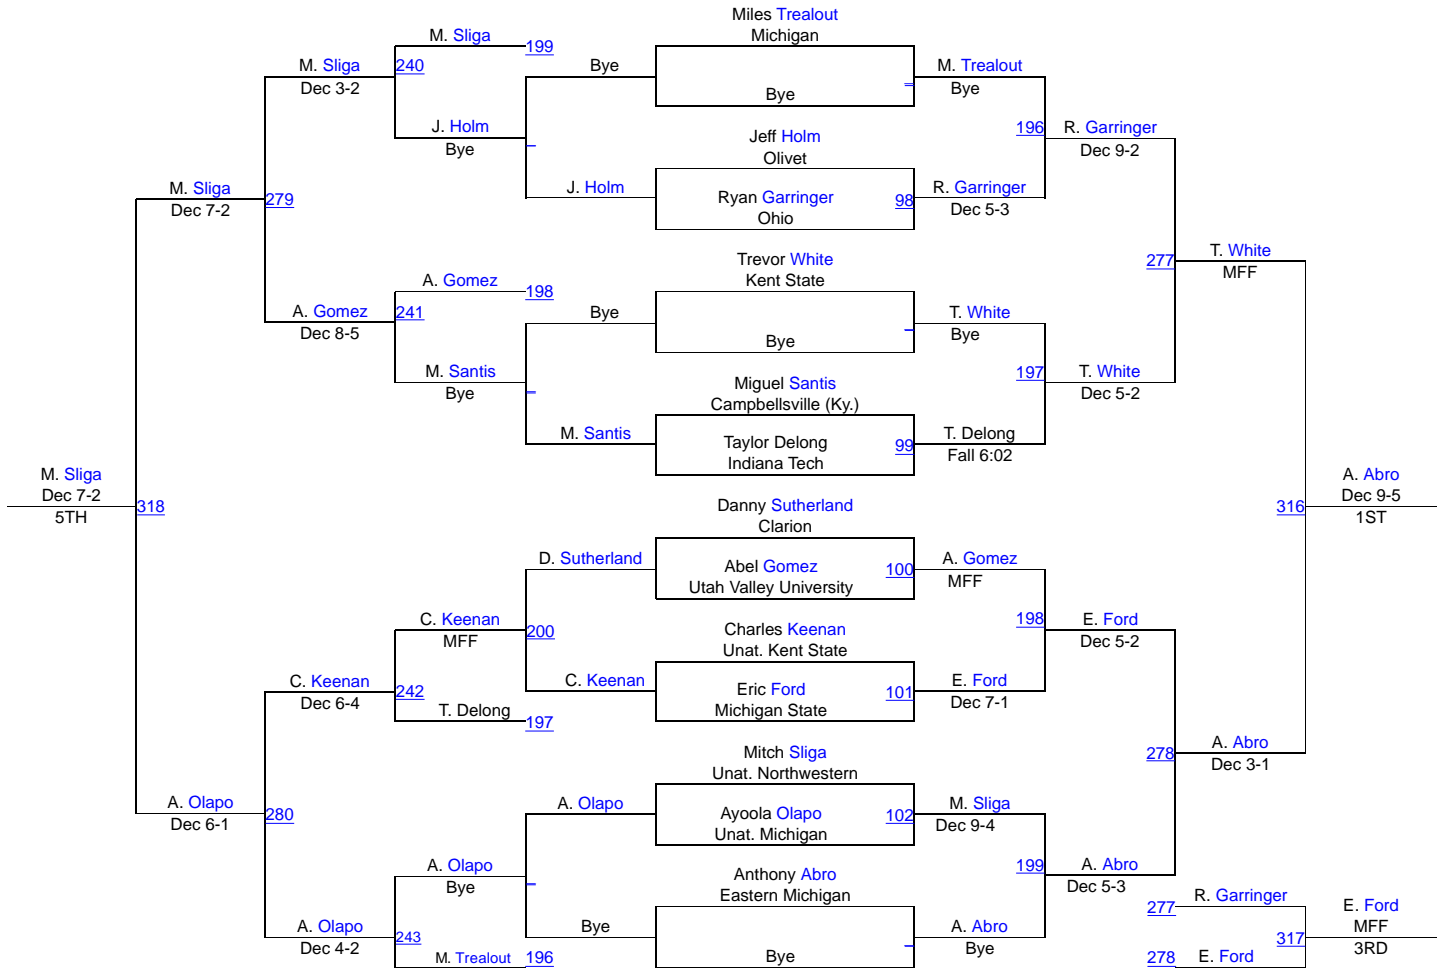 Miles Trealout
Michigan
M. Sliga
199
M. Sliga
240
Bye
M. Trealout
Dec 3-2
Bye
Bye
J. Holm
196
R. Garringer
Bye
Jeff Holm
Dec 9-2
Olivet
M. Sliga
279
J. Holm
Ryan Garringer
98
R. Garringer
Dec 7-2
Ohio
Dec 5-3
Trevor White
277
T. White
Kent State
MFF
A. Gomez
198
A. Gomez
241
Bye
T. White
Dec 8-5
Bye
Bye
M. Santis
197
T. White
Bye
Miguel Santis
Dec 5-2
Campbellsville (Ky.)
M. Santis
Taylor Delong
99
T. Delong
Indiana Tech
Fall 6:02
M. Sliga
A. Abro
Dec 7-2
Dec 9-5
5TH
318
Danny Sutherland
316
1ST
Clarion
D. Sutherland
Abel Gomez
100
A. Gomez
Utah Valley University
MFF
C. Keenan
200
Charles Keenan
198
E. Ford
MFF
Unat. Kent State
Dec 5-2
C. Keenan
242
C. Keenan
Eric Ford
101
E. Ford
Dec 6-4
T. Delong
197
Michigan State
Dec 7-1
Mitch Sliga
278
A. Abro
Unat. Northwestern
Dec 3-1
A. Olapo
280
A. Olapo
Ayoola Olapo
102
M. Sliga
Dec 6-1
Unat. Michigan
Dec 9-4
A. Olapo
Anthony Abro
199
A. Abro
Bye
Eastern Michigan
Dec 5-3
277
R. Garringer
E. Ford
A. Olapo
243
Bye
A. Abro
317
MFF
Dec 4-2
Bye
Bye
3RD
M. Trealout
196
278
E. Ford